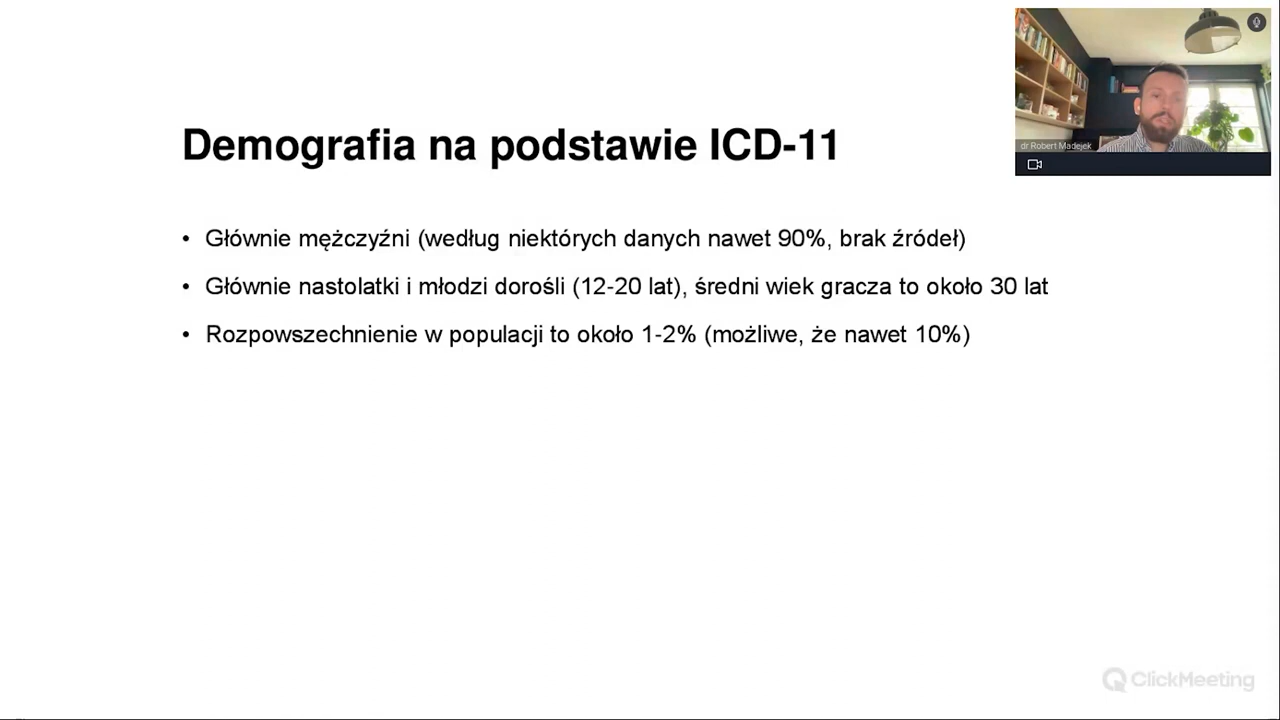 Demografia na podstawie ICD-11
• Głównie mężczyźni (według niektórych danych nawet 90%, brak źródeł)
• Głównie nastolatki i młodzi dorośli (12-20 lat), średni wiek gracza to około 30 lat
• Rozpowszechnienie w populacji to około 1-2% (możliwe, że nawet 10%)
dr Robert Madejek
ClickMeeting